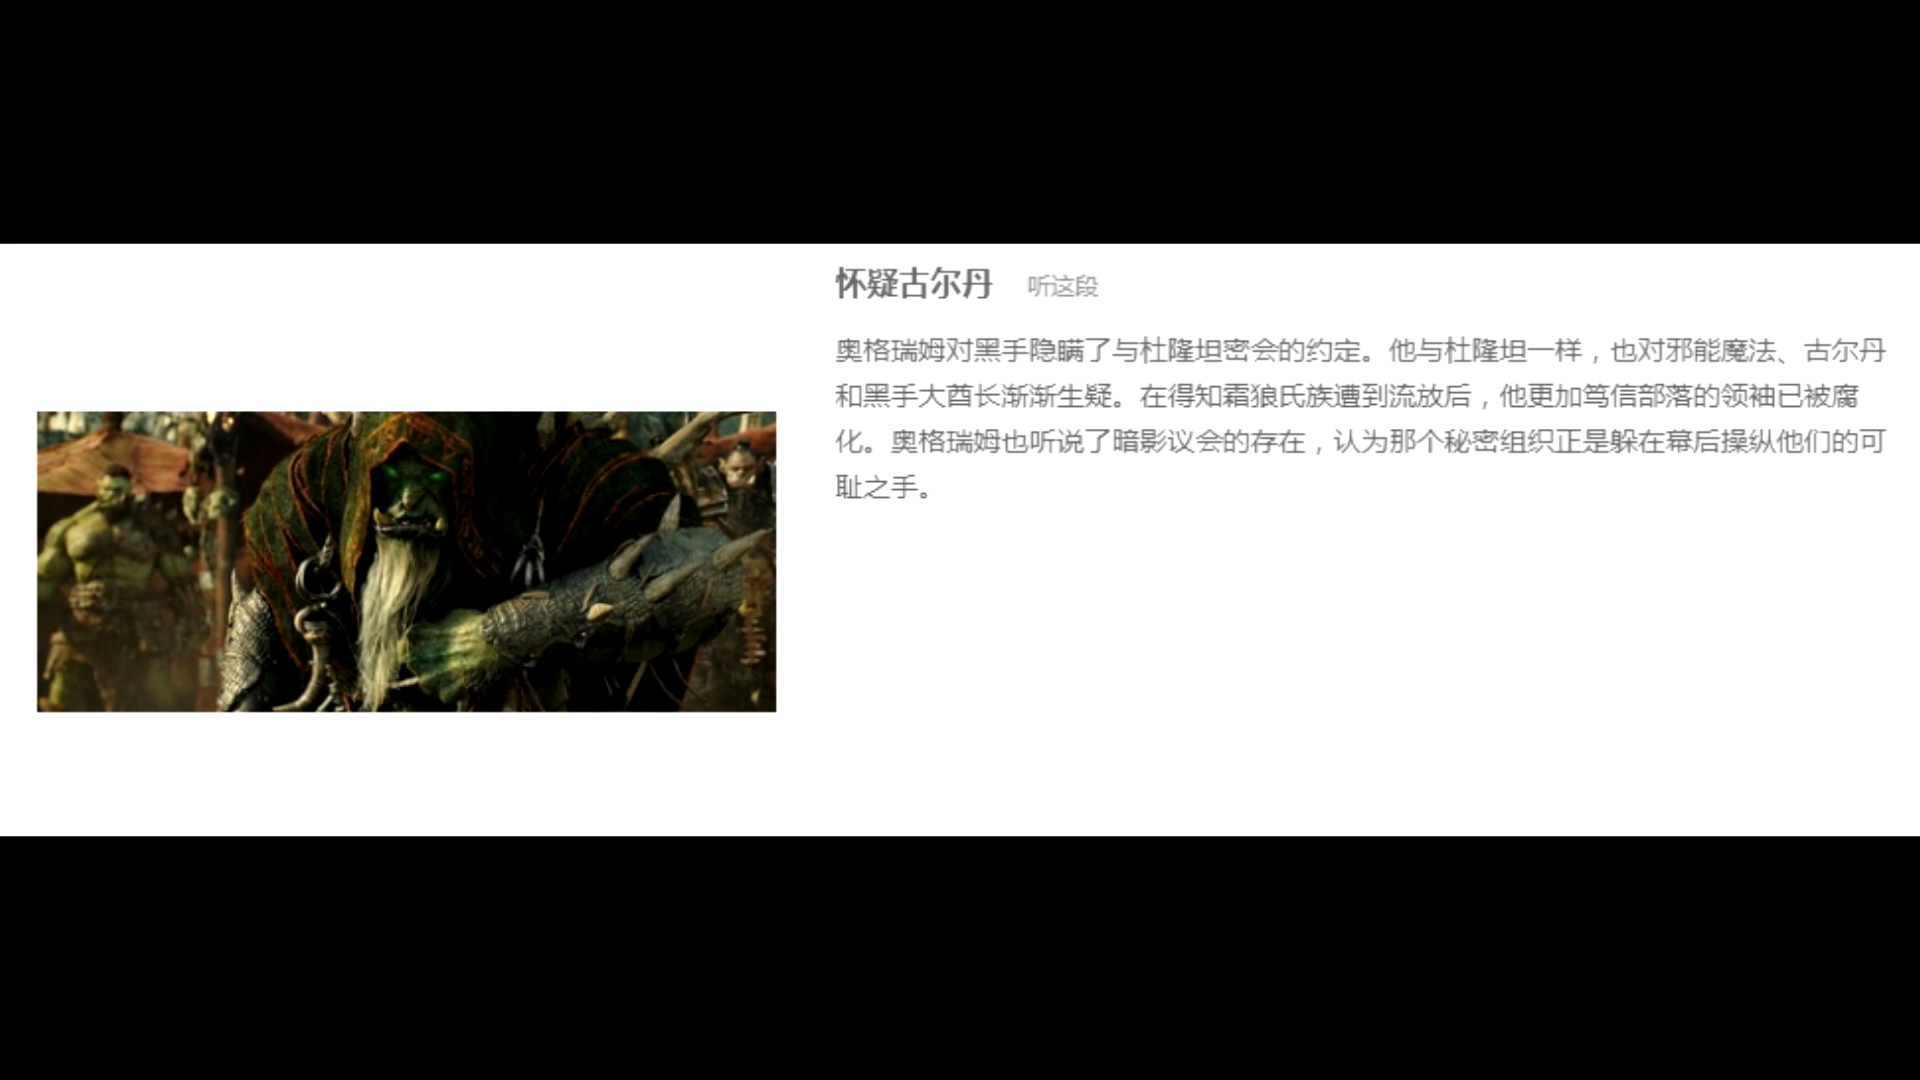 怀疑古尔丹 听这段
奥格瑞姆对黑手隐瞒了与杜隆坦密会的约定。他与杜隆坦一样，也对邪能魔法、古尔丹
和黑手大酋长渐渐生疑。在得知霜狼氏族遭到流放后，他更加笃信部落的领袖已被腐
化。奥格瑞姆也听说了暗影议会的存在，认为那个秘密组织正是躲在幕后操纵他们的可
耻之手。